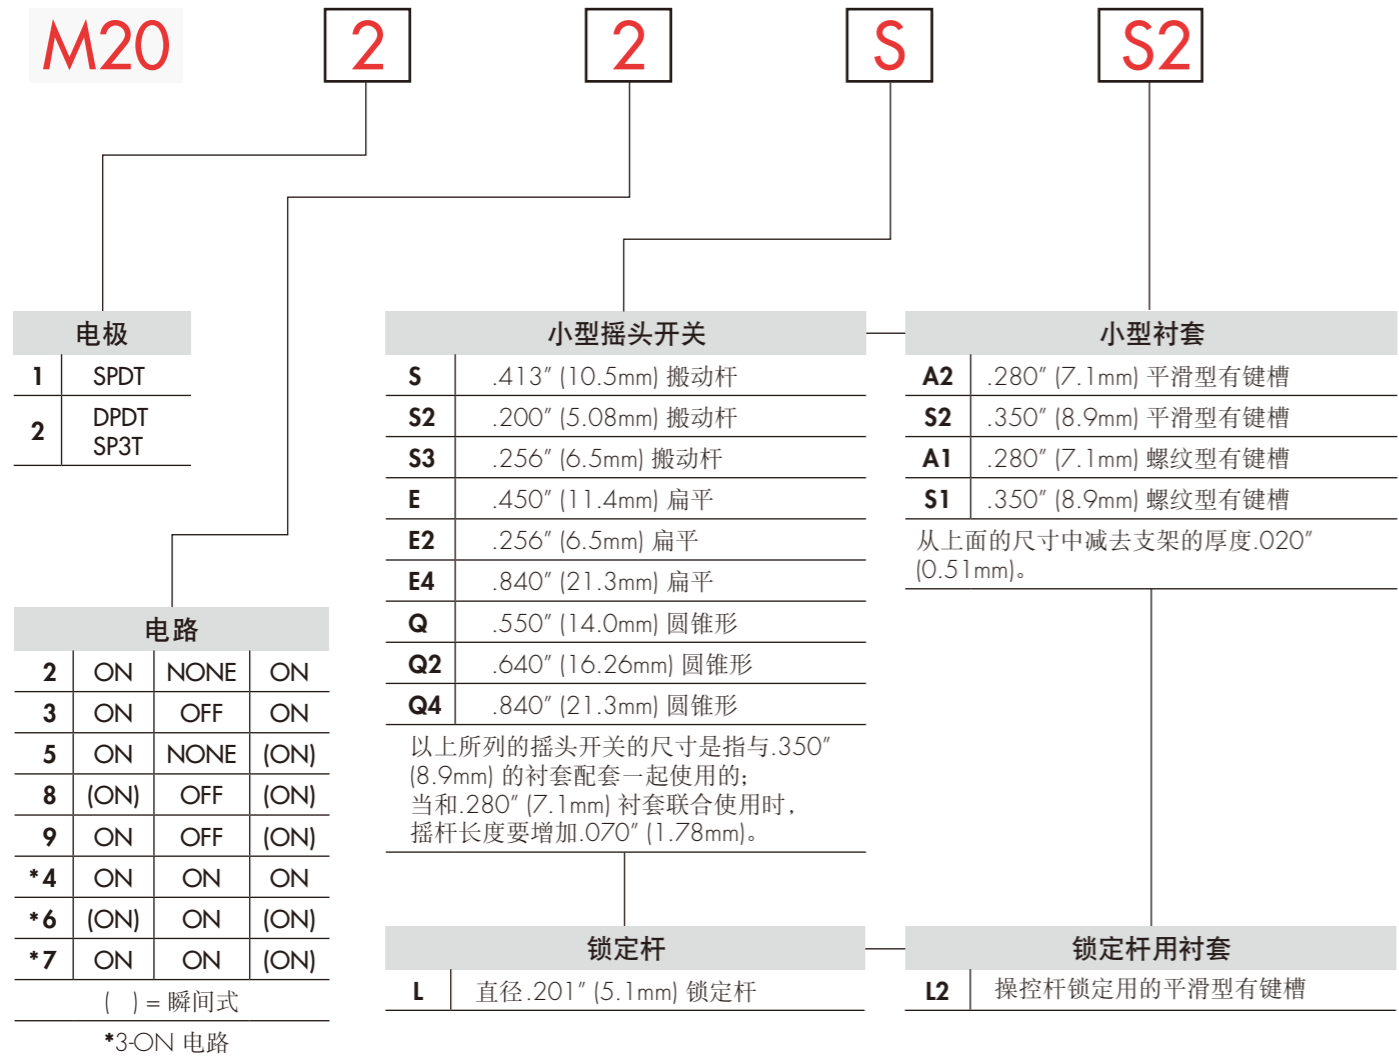 M20 2 2 S S2
电极
1 SPDT
2 DPDT
SP3T
电路
2 ON NONE ON
3 ON OFF ON
5 ON NONE (ON)
8 (ON) OFF (ON)
9 ON OFF (ON)
*4 ON ON ON
*6 (ON) ON (ON)
*7 ON ON (ON)
( ) = 瞬间式
*3-ON 电路
小型摇头开关
S .413" (10.5mm) 搬动杆
S2 .200" (5.08mm) 搬动杆
S3 .256" (6.5mm) 搬动杆
E .450" (11.4mm) 扁平
E2 .256" (6.5mm) 扁平
E4 .840" (21.3mm) 扁平
Q .550" (14.0mm) 圆锥形
Q2 .640" (16.26mm) 圆锥形
Q4 .840" (21.3mm) 圆锥形
以上所列的摇头开关的尺寸是指与.350"
(8.9mm) 的衬套配套一起使用的;
当和.280" (7.1mm) 衬套联合使用时，
摇杆长度要增加.070" (1.78mm)。
小型衬套
A2 .280" (7.1mm) 平滑型有键槽
S2 .350" (8.9mm) 平滑型有键槽
A1 .280" (7.1mm) 螺纹型有键槽
S1 .350" (8.9mm) 螺纹型有键槽
从上面的尺寸中减去支架的厚度.020"
(0.51mm)。
锁定杆
L 直径.201" (5.1mm) 锁定杆
锁定杆用衬套
L2 操控杆锁定用的平滑型有键槽